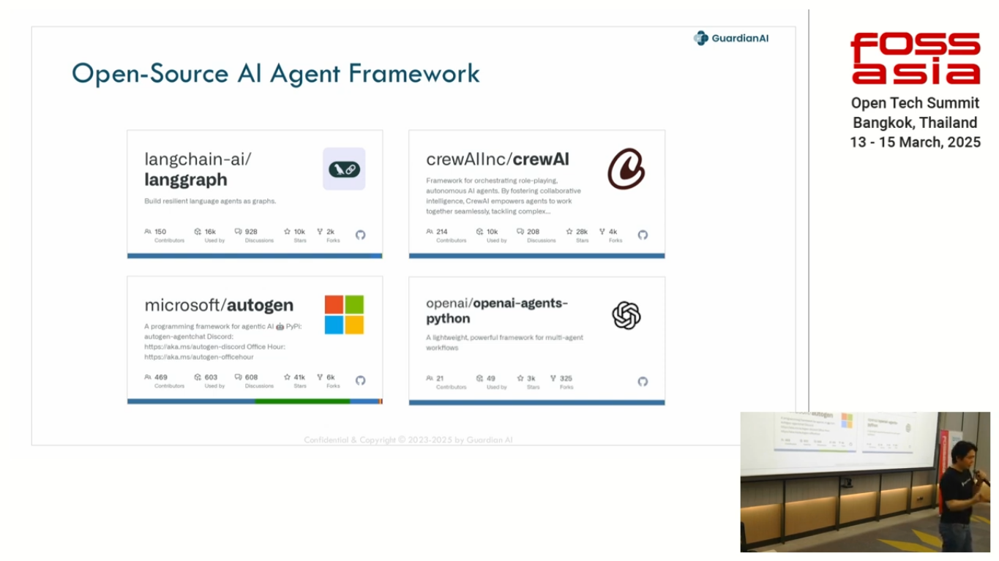 GuardianAI
Open-Source AI Agent Framework
langchain-ai/
langgraph
Build resilient language agents as graphs.
150 16k 928 10k 2k
Contributors Used by Discussions Stars Forks
crewAIInc/crewAI
Framework for orchestrating role-playing,
autonomous AI agents. By fostering collaborative
intelligence, CrewAI empowers agents to work
together seamlessly, tackling complex...
214 10k 208 28k 4k
Contributors Used by Discussions Stars Forks
microsoft/autogen
A programming framework for agentic AI 🤖 PyPi:
autogen-agentchat Discord:
https://aka.ms/autogen-discord Office Hour:
https://aka.ms/autogen-officehour
469 603 608 41k 6k
Contributors Used by Discussions Stars Forks
openai/openai-agents-
python
A lightweight, powerful framework for multi-agent
workflows
21 49 3k 325
Contributors Used by Stars Forks
Confidential & Copyright © 2023-2025 by Guardian AI
FOSS
asia
Open Tech Summit
Bangkok, Thailand
13 - 15 March, 2025